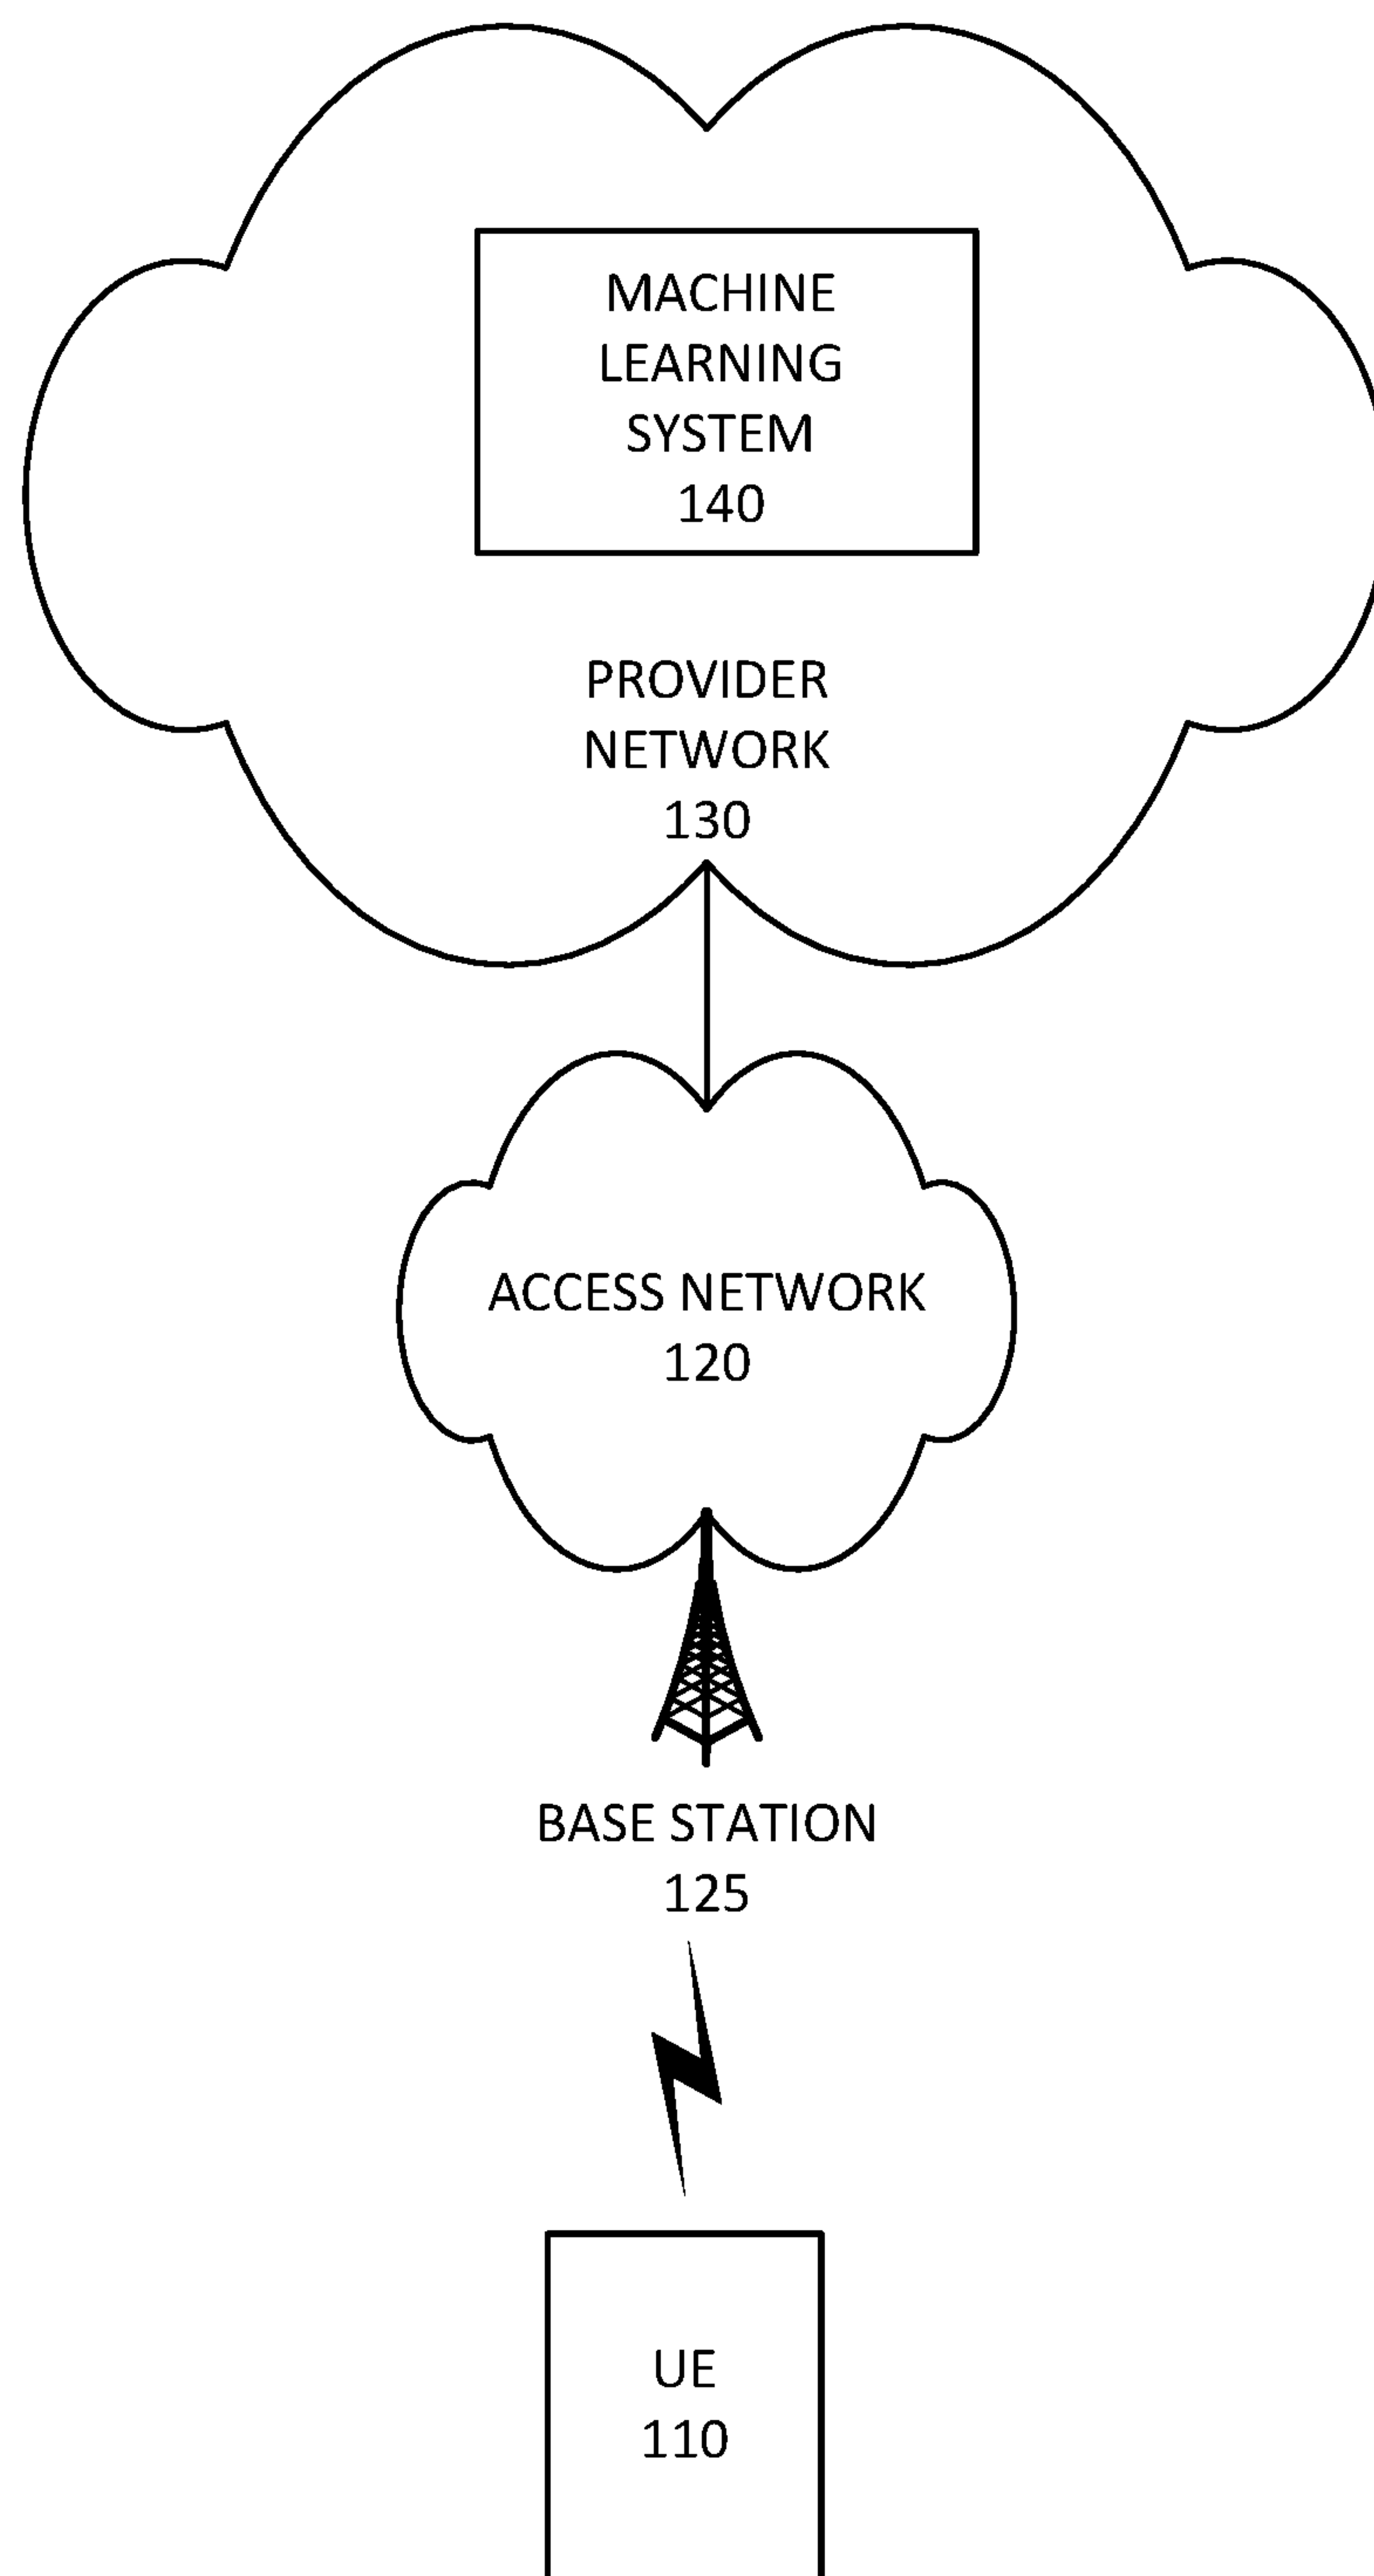 MACHINE
LEARNING
SYSTEM
140
PROVIDER
NETWORK
130
ACCESS NETWORK
120
BASE STATION
125
UE
110